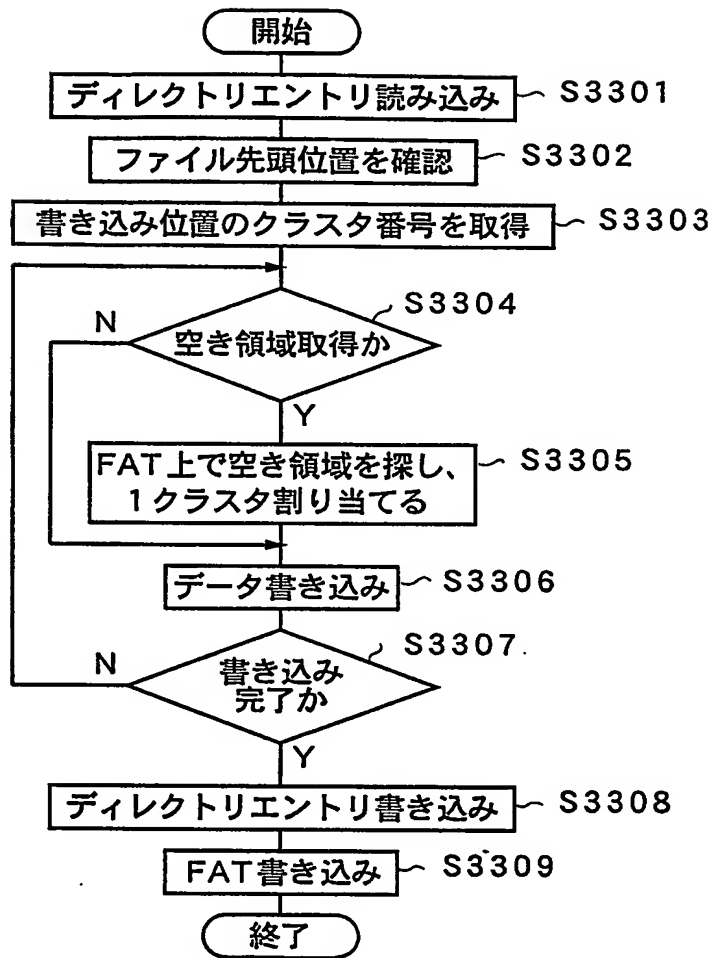 開始
ディレクトリエントリ読み込み S3301
ファイル先頭位置を確認 S3302
書き込み位置のクラスタ番号を取得 S3303
S3304
N
空き領域取得か
Y
FAT上で空き領域を探し、 S3305
1クラスタ割り当てる
データ書き込み S3306
S3307
N
書き込み
完了か
Y
ディレクトリエントリ書き込み S3308
FAT書き込み S3309
終了